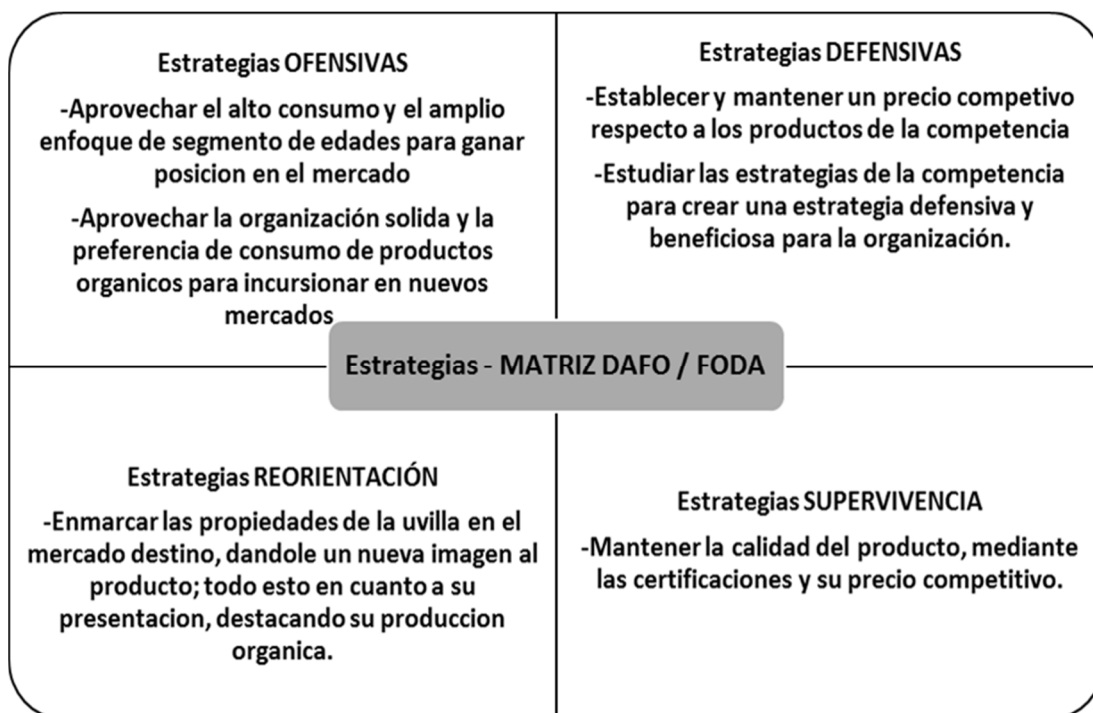 Estrategias OFENSIVAS
-Aprovechar el alto consumo y el amplio
enfoque de segmento de edades para ganar
posicion en el mercado
-Aprovechar la organización solida y la
preferencia de consumo de productos
organicos para incursionar en nuevos
mercados
Estrategias DEFENSIVAS
-Establecer y mantener un precio competivo
respecto a los productos de la competencia
-Estudiar las estrategias de la competencia
para crear una estrategia defensiva y
beneficiosa para la organización.
Estrategias - MATRIZ DAFO / FODA
Estrategias REORIENTACIÓN
-Enmarcar las propiedades de la uvilla en el
mercado destino, dandole un nueva imagen al
producto; todo esto en cuanto a su
presentacion, destacando su produccion
organica.
Estrategias SUPERVIVENCIA
-Mantener la calidad del producto, mediante
las certificaciones y su precio competitivo.